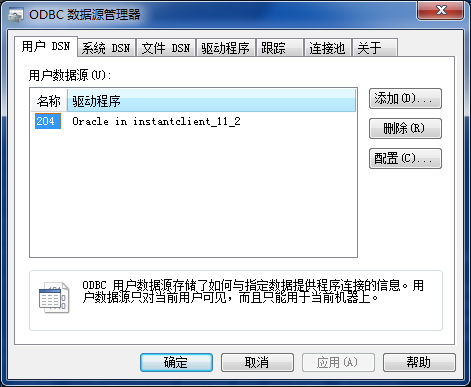 ODBC 数据源管理器
用户 DSN 系统 DSN 文件 DSN 驱动程序 跟踪 连接池 关于
用户数据源(U):
名称 驱动程序
204 Oracle in instantclient_11_2
添加(D)...
删除(R)
配置(C)...
ODBC 用户数据源存储了如何与指定数据提供程序连接的信息。用
户数据源只对当前用户可见，而且只能用于当前机器上。
确定 取消 应用(A) 帮助